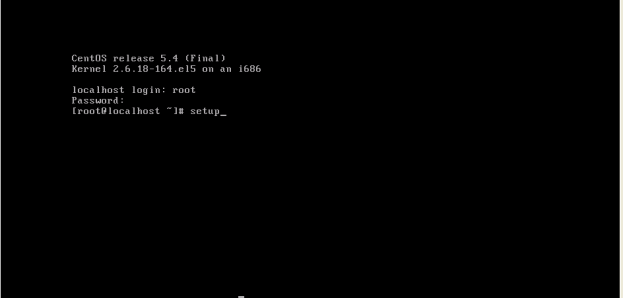 CentOS release 5.4 (Final)
Kernel 2.6.18-164.el5 on an i686
localhost login: root
Password:
[root@localhost ~]# setup_